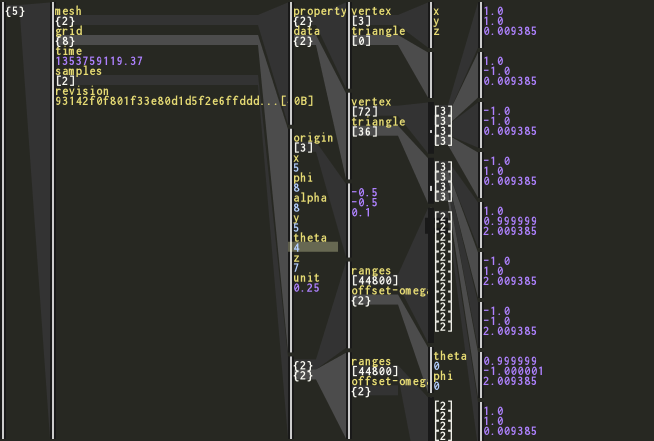 {5}
mesh
{2}
grid
{8}
time
1353759119.37
samples
[2]
revision
93142f0f801f33e80d1d5f2e6ffddd...[
0B]
property
{2}
data
{2}
origin
[3]
x
5
phi
8
alpha
8
y
5
theta
4
z
7
unit
0.25
{2}
{2}
vertex
[3]
triangle
[0]
vertex
[72]
triangle
[36]
-0.5
-0.5
0.1
ranges
[44800]
offset-omeg
{2}
ranges
[44800]
offset-omeg
{2}
x
y
z
[3]
[3]
[3]
[3]
[3]
[3]
[3]
[3]
[2]
[2]
[2]
[2]
[2]
[2]
[2]
[2]
[2]
[2]
[2]
[2]
theta
0
phi
0
[2]
[2]
[2]
[2]
1.0
1.0
0.009385
1.0
-1.0
0.009385
-1.0
-1.0
0.009385
-1.0
1.0
0.009385
1.0
0.999999
2.009385
-1.0
1.0
2.009385
-1.0
-1.0
2.009385
0.999999
-1.000001
2.009385
1.0
1.0
0.009385